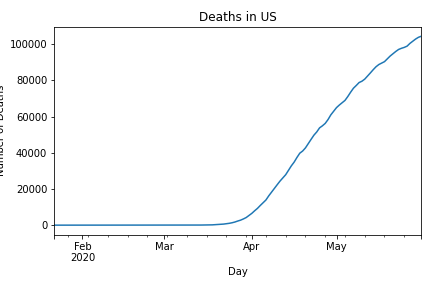 Deaths in US
Number of Deaths
100000
80000
60000
40000
20000
0
Feb
2020
Mar
Apr
May
Day